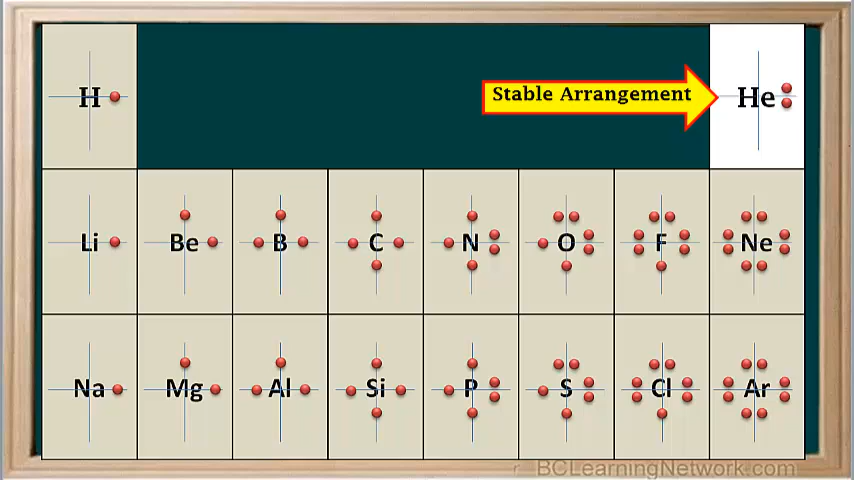 H
Stable Arrangement
He
Li Be B C N O F Ne
Na Mg Al Si P S Cl Ar
BCLearningNetwork.com